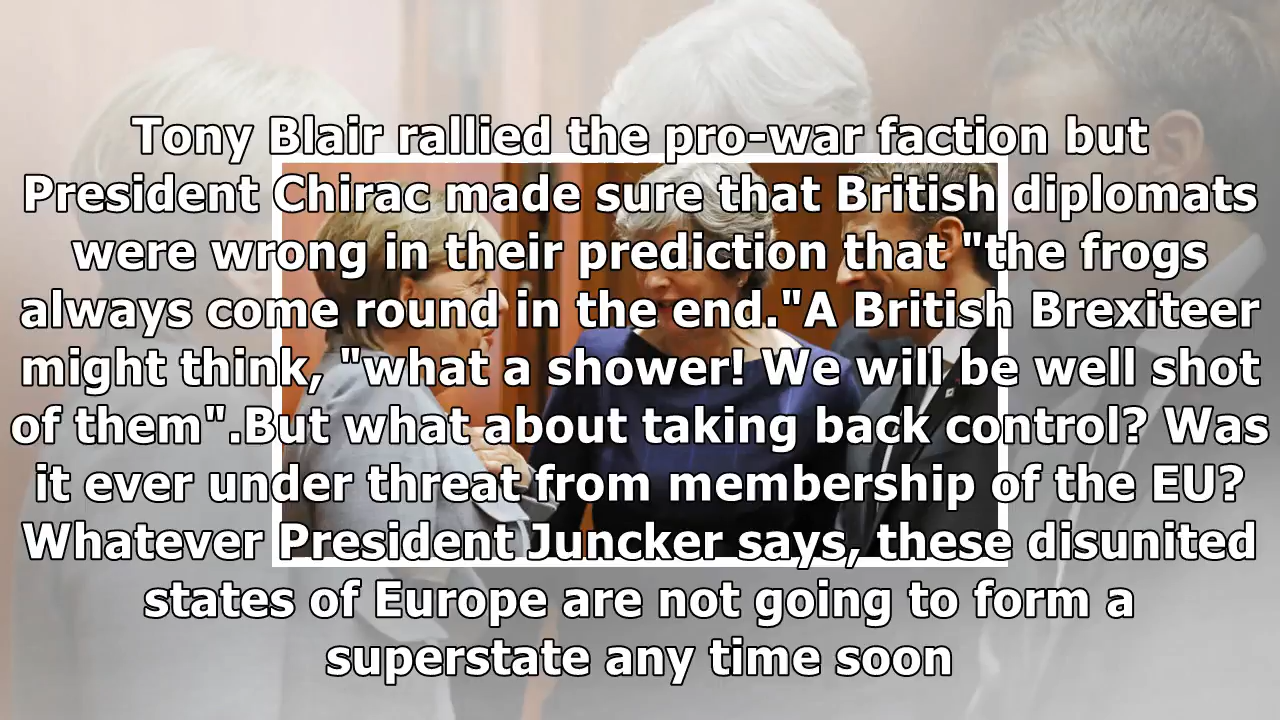 Tony Blair rallied the pro-war faction but
President Chirac made sure that British diplomats
were wrong in their prediction that "the frogs
always come round in the end."A British Brexiteer
might think, "what a shower! We will be well shot
of them".But what about taking back control? Was
it ever under threat from membership of the EU?
Whatever President Juncker says, these disunited
states of Europe are not going to form a
superstate any time soon